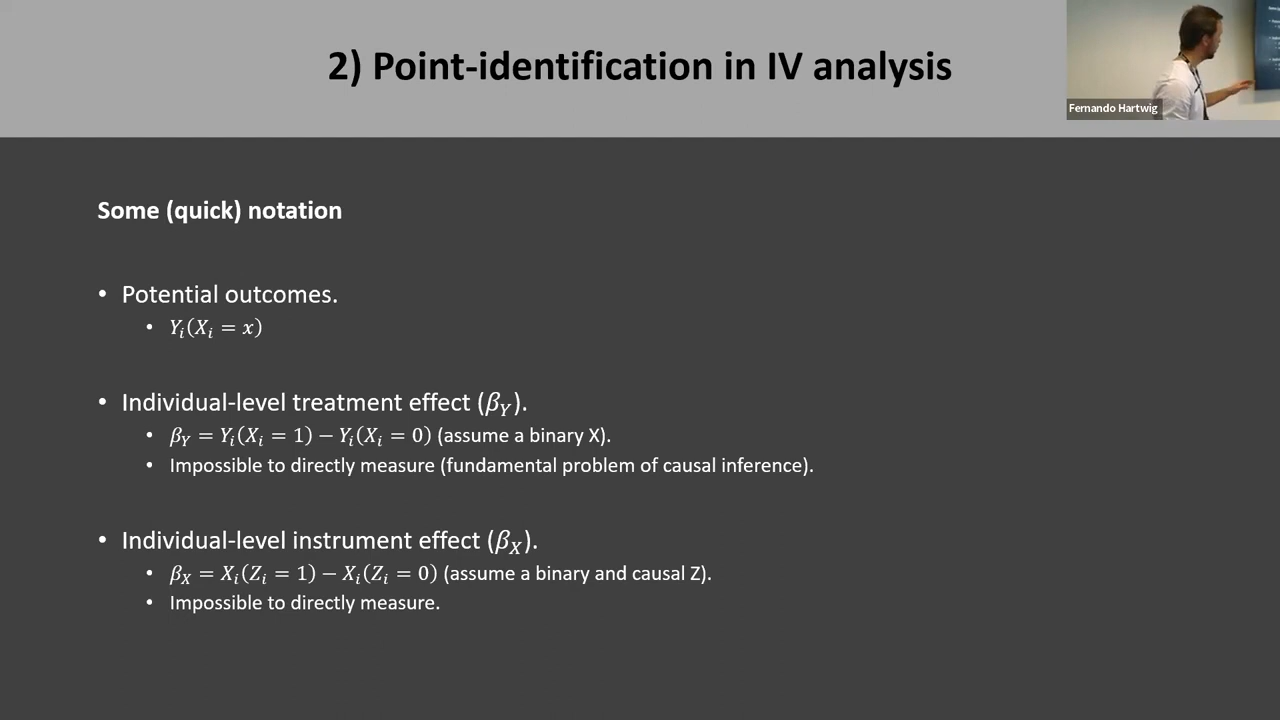 2) Point-identification in IV analysis
Fernando Hartwig
Some (quick) notation
• Potential outcomes.
• Yᵢ(Xᵢ = x)
• Individual-level treatment effect (β_Y).
• β_Y = Yᵢ(Xᵢ = 1) − Yᵢ(Xᵢ = 0) (assume a binary X).
• Impossible to directly measure (fundamental problem of causal inference).
• Individual-level instrument effect (β_X).
• β_X = Xᵢ(Zᵢ = 1) − Xᵢ(Zᵢ = 0) (assume a binary and causal Z).
• Impossible to directly measure.